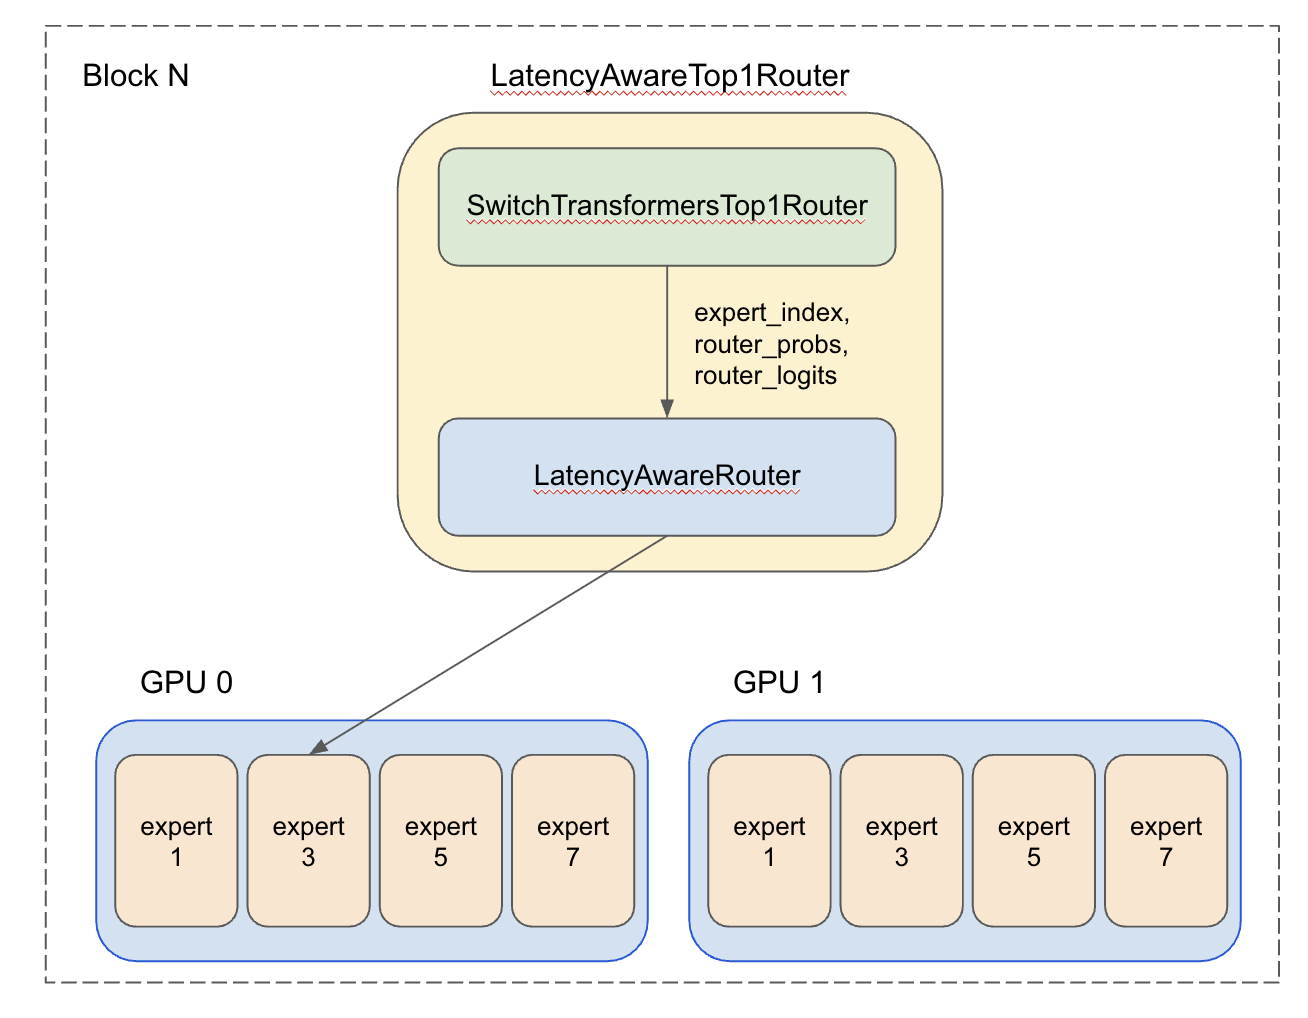 Block N
LatencyAwareTop1Router
SwitchTransformersTop1Router
expert_index,
router_probs,
router_logits
LatencyAwareRouter
GPU 0
GPU 1
expert
1
expert
3
expert
5
expert
7
expert
1
expert
3
expert
5
expert
7